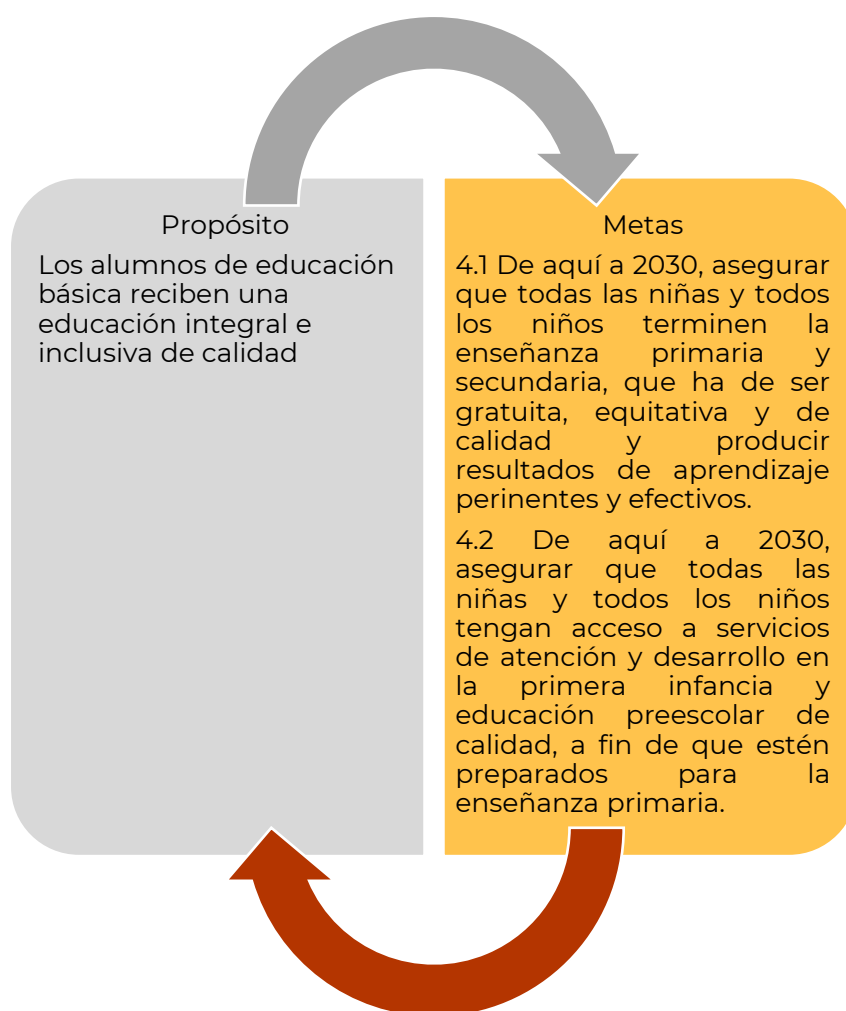 Propósito
Los alumnos de educación
básica reciben una
educación integral e
inclusiva de calidad
Metas
4.1 De aquí a 2030, asegurar
que todas las niñas y todos
los niños terminen la
enseñanza primaria y
secundaria, que ha de ser
gratuita, equitativa y de
calidad y producir
resultados de aprendizaje
perinentes y efectivos.
4.2 De aquí a 2030,
asegurar que todas las
niñas y todos los niños
tengan acceso a servicios
de atención y desarrollo en
la primera infancia y
educación preescolar de
calidad, a fin de que estén
preparados para la
enseñanza primaria.